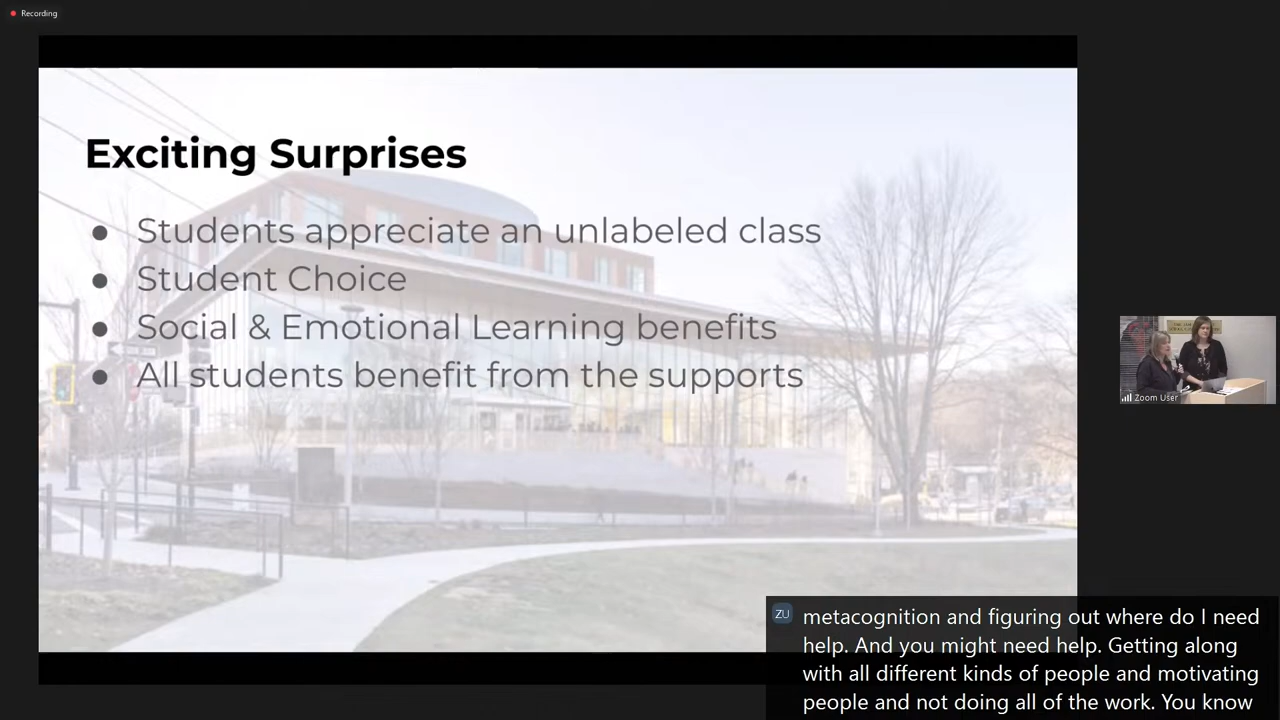 Recording
Exciting Surprises
● Students appreciate an unlabeled class
● Student Choice
● Social & Emotional Learning benefits
● All students benefit from the supports
Zoom User
ZU
metacognition and figuring out where do I need
help. And you might need help. Getting along
with all different kinds of people and motivating
people and not doing all of the work. You know